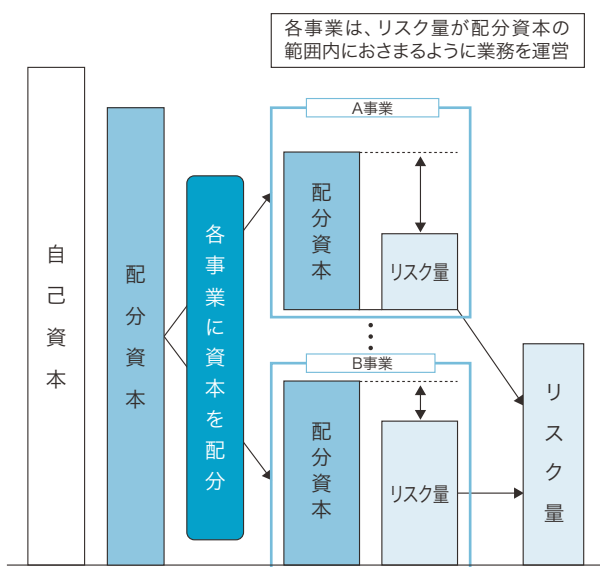 各事業は、リスク量が配分資本の
範囲内におさまるように業務を運営
自己資本
配分資本
各事業に資本を配分
A事業
配分資本
リスク量
B事業
配分資本
リスク量
リスク量